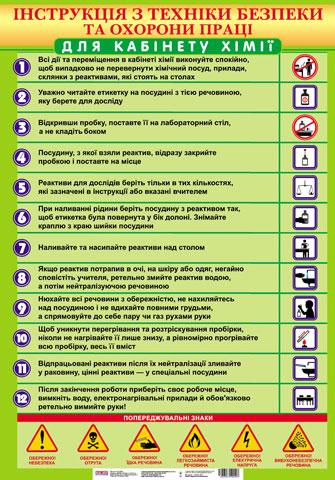 ІНСТРУКЦІЯ З ТЕХНІКИ БЕЗПЕКИ
ТА ОХОРОНИ ПРАЦІ
ДЛЯ КАБІНЕТУ ХІМІЇ
1 Всі дії та переміщення в кабінеті хімії виконуйте спокійно,
щоб випадково не перевернути хімічний посуд, прилади,
склянки з реактивами, які стоять на столах
2 Уважно читайте етикетку на посудині з тією речовиною,
яку берете для досліду
3 Відкривши пробку, поставте її на лабораторний стіл,
а не кладіть боком
4 Посудину, з якої взяли реактив, відразу закрийте
пробкою і поставте на місце
5 Реактиви для дослідів беріть тільки в тих кількостях,
які зазначені в інструкції або вказані вчителем
6 При наливанні рідини беріть посудину з реактивом так,
щоб етикетка була повернута у бік долоні. Знімайте
краплю з краю шийки посудини
7 Наливайте та насипайте реактиви над столом
8 Якщо реактив потрапив в очі, на шкіру або одяг, негайно
сповістіть учителя, ретельно змийте реактив водою,
а потім нейтралізуючою речовиною
9 Нюхайте всі речовини з обережністю, не нахиляйтесь
над посудиною і не вдихайте повними грудьми,
а спрямовуйте до себе пару чи газ рухами руки
10 Щоб уникнути перегрівання та розтріскування пробірки,
ніколи не нагрівайте її лише знизу, а рівномірно прогрівайте
всю пробірку, весь її вміст
11 Відпрацьовані реактиви після їх нейтралізації зливайте
у раковину, цінні реактиви — у спеціальні посудини
12 Після закінчення роботи приберіть своє робоче місце,
вимкніть воду, електронагрівальні прилади й обов'язково
ретельно вимийте руки!
ПОПЕРЕДЖУВАЛЬНІ ЗНАКИ
ОБЕРЕЖНО! НЕБЕЗПЕКА
ОБЕРЕЖНО! ОТРУТА
ОБЕРЕЖНО! ЇДКА РЕЧОВИНА
ОБЕРЕЖНО! ЛЕГКОЗАЙМИСТА РЕЧОВИНА
ОБЕРЕЖНО! ЕЛЕКТРИЧНА НАПРУГА
ОБЕРЕЖНО! ВИБУХОНЕБЕЗПЕЧНА РЕЧОВИНА